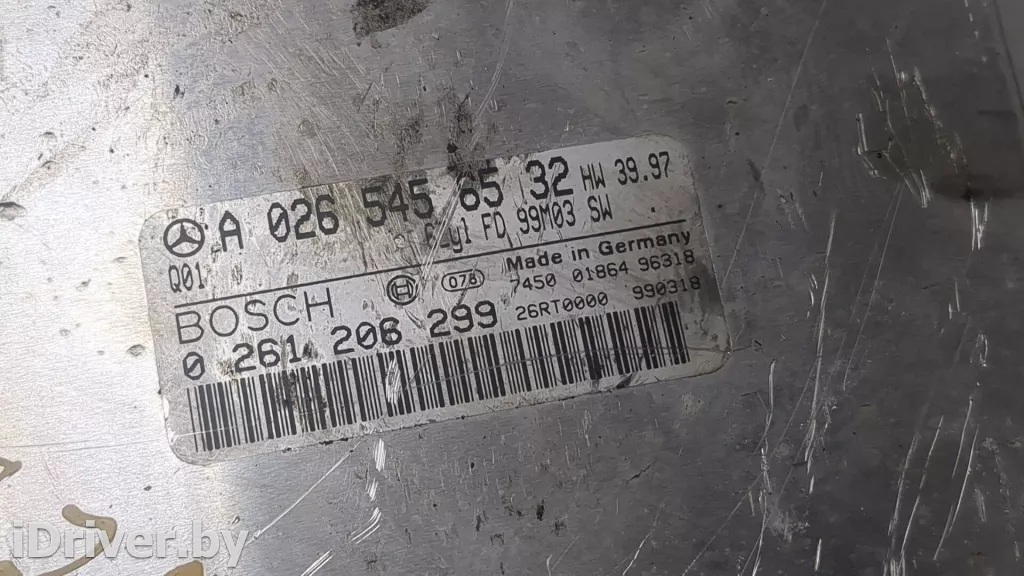 A 026 545 65 32 HW 39.97
Q01 6zyl FD 99M03 SW
Made in Germany
BOSCH 078 7450 01864 96318
0 261 206 299 26RT0000 990318
iDriver.by